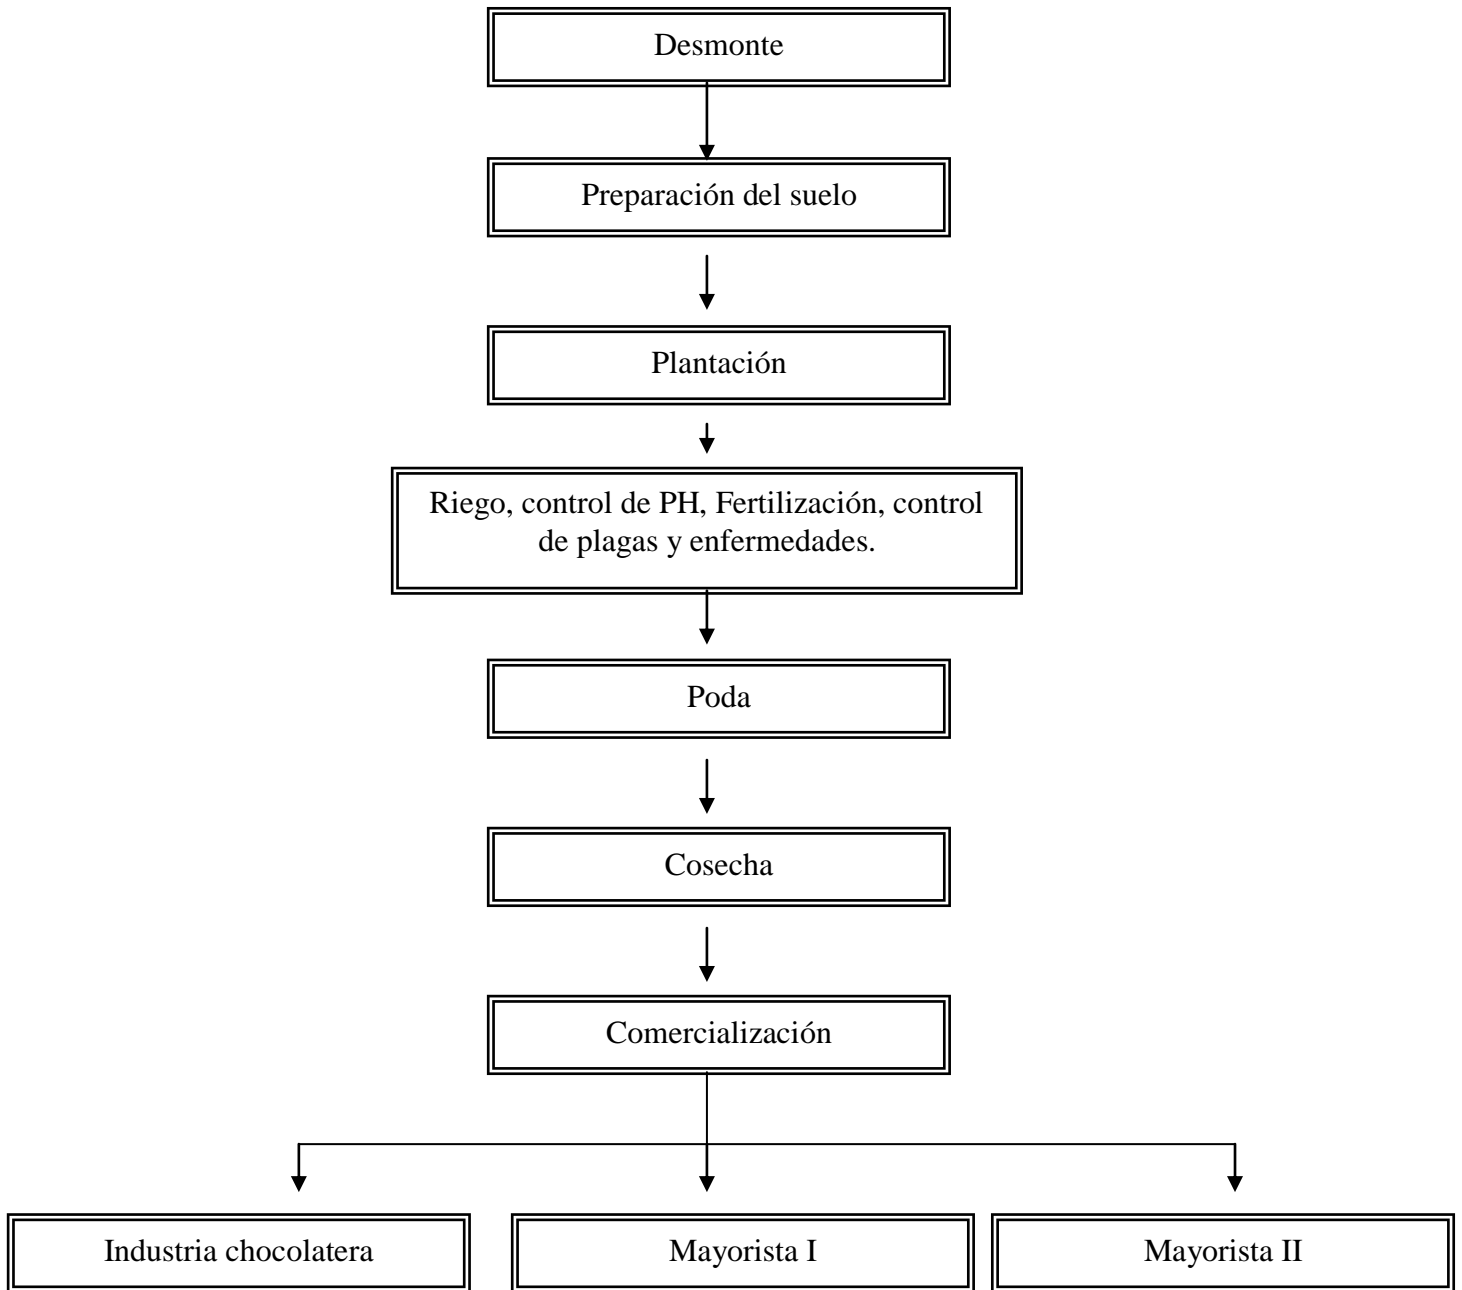 Desmonte
Preparación del suelo
Plantación
Riego, control de PH, Fertilización, control
de plagas y enfermedades.
Poda
Cosecha
Comercialización
Industria chocolatera
Mayorista I
Mayorista II